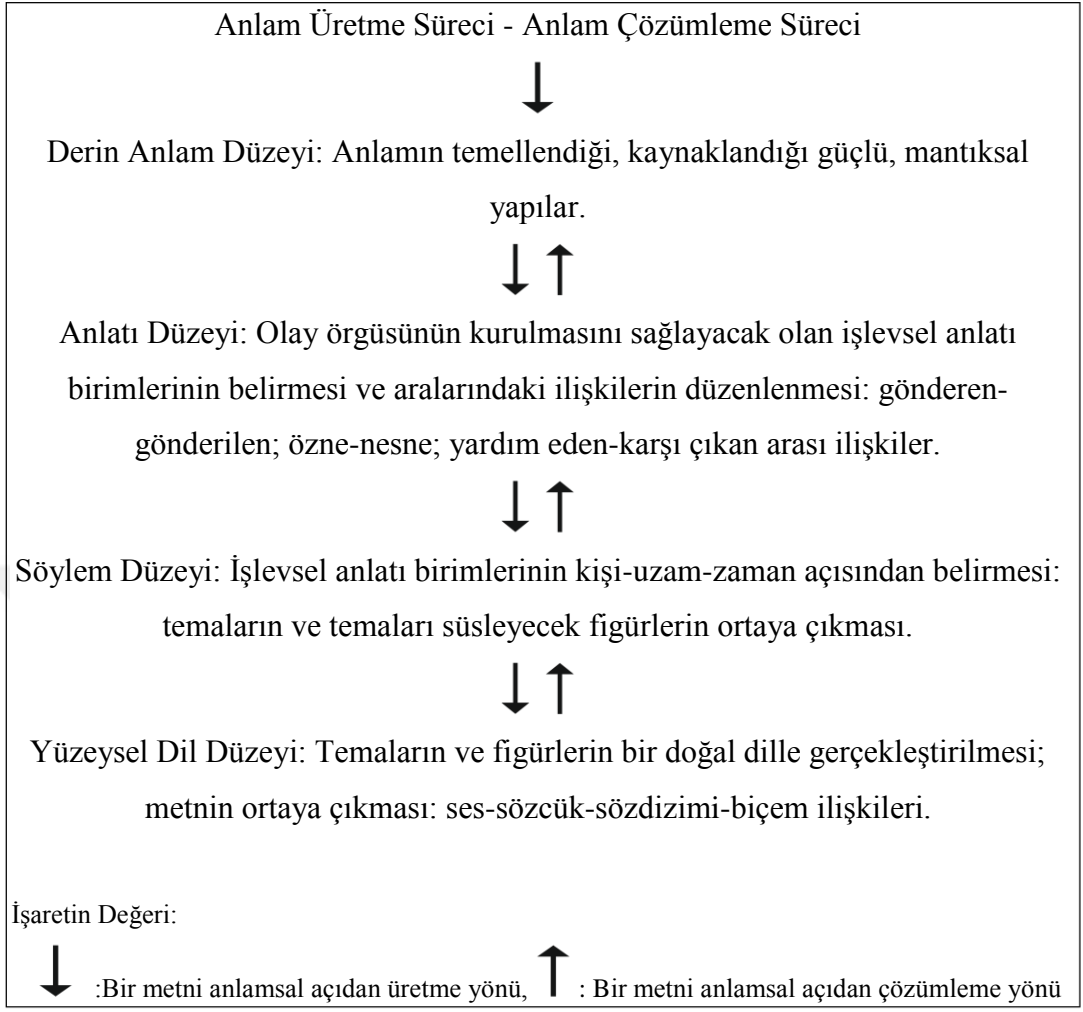 Anlam Üretme Süreci - Anlam Çözümleme Süreci
↓
Derin Anlam Düzeyi: Anlamın temellendiği, kaynaklandığı güçlü, mantıksal
yapılar.
↓ ↑
Anlatı Düzeyi: Olay örgüsünün kurulmasını sağlayacak olan işlevsel anlatı
birimlerinin belirmesi ve aralarındaki ilişkilerin düzenlenmesi: gönderen-
gönderilen; özne-nesne; yardım eden-karşı çıkan arası ilişkiler.
↓ ↑
Söylem Düzeyi: İşlevsel anlatı birimlerinin kişi-uzam-zaman açısından belirmesi:
temaların ve temaları süsleyecek figürlerin ortaya çıkması.
↓ ↑
Yüzeysel Dil Düzeyi: Temaların ve figürlerin bir doğal dille gerçekleştirilmesi;
metnin ortaya çıkması: ses-sözcük-sözdizimi-biçem ilişkileri.
İşaretin Değeri:
↓ :Bir metni anlamsal açıdan üretme yönü, ↑ : Bir metni anlamsal açıdan çözümleme yönü